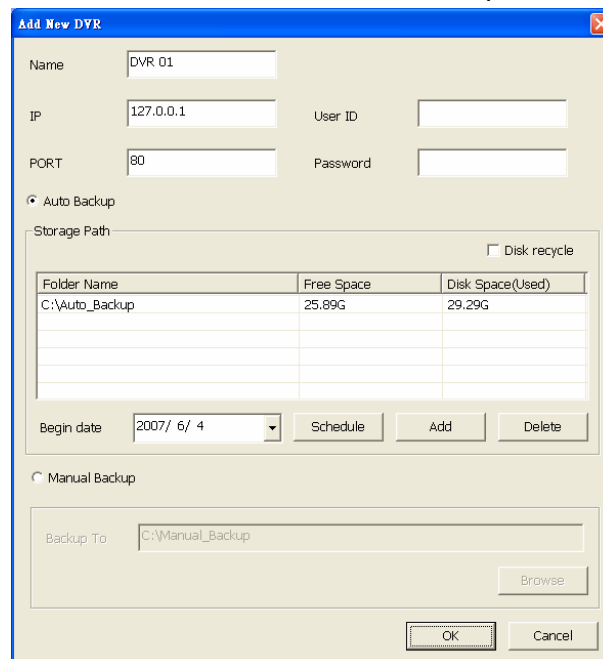 Add New DVR
Name DVR 01
IP 127.0.0.1 User ID
PORT 80 Password
Auto Backup
Storage Path
Disk recycle
Folder Name Free Space Disk Space(Used)
C:\Auto_Backup 25.89G 29.29G
Begin date 2007/ 6/ 4 Schedule Add Delete
Manual Backup
Backup To C:\Manual_Backup
Browse
OK Cancel